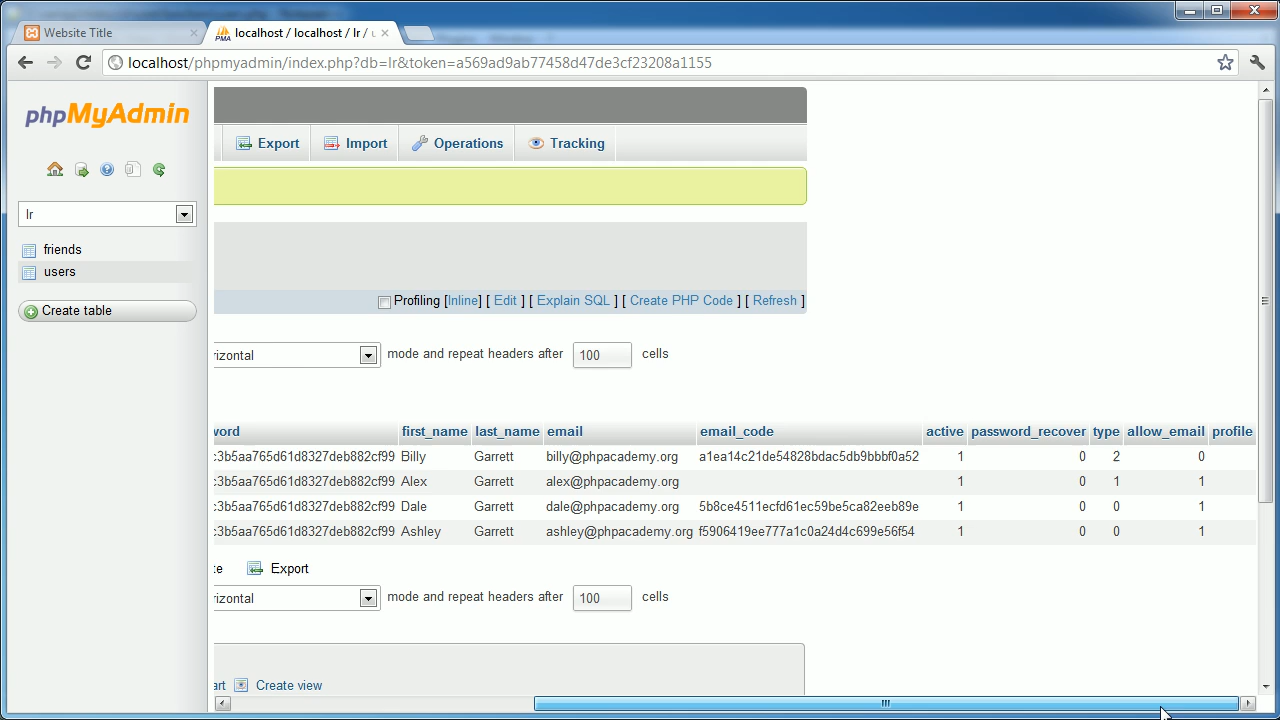 Website Title
localhost / localhost / lr /
localhost/phpmyadmin/index.php?db=lr&token=a569ad9ab77458d47de3cf23208a1155
phpMyAdmin
Export Import Operations Tracking
lr
friends
users
Create table
Profiling [Inline] [ Edit ] [ Explain SQL ] [ Create PHP Code ] [ Refresh ]
rizontal mode and repeat headers after 100 cells
word first_name last_name email email_code active password_recover type allow_email profile
c3b5aa765d61d8327deb882cf99 Billy Garrett billy@phpacademy.org a1ea14c21de54828bdac5db9bbbf0a52 1 0 2 0
c3b5aa765d61d8327deb882cf99 Alex Garrett alex@phpacademy.org 1 0 1 1
c3b5aa765d61d8327deb882cf99 Dale Garrett dale@phpacademy.org 5b8ce4511ecfd61ec59be5ca82eeb89e 1 0 0 1
c3b5aa765d61d8327deb882cf99 Ashley Garrett ashley@phpacademy.org f5906419ee777a1c0a24d4c699e56f54 1 0 0 1
ce Export
rizontal mode and repeat headers after 100 cells
art Create view